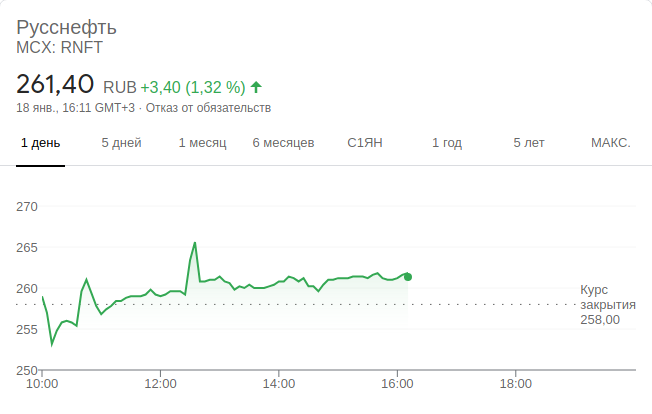 Русснефть
MCX: RNFT
261,40 RUB +3,40 (1,32 %)
18 янв., 16:11 GMT+3 · Отказ от обязательств
1 день 5 дней 1 месяц 6 месяцев С1ЯН 1 год 5 лет МАКС.
270
265
260
255
250
Курс
закрытия
258,00
10:00 12:00 14:00 16:00 18:00